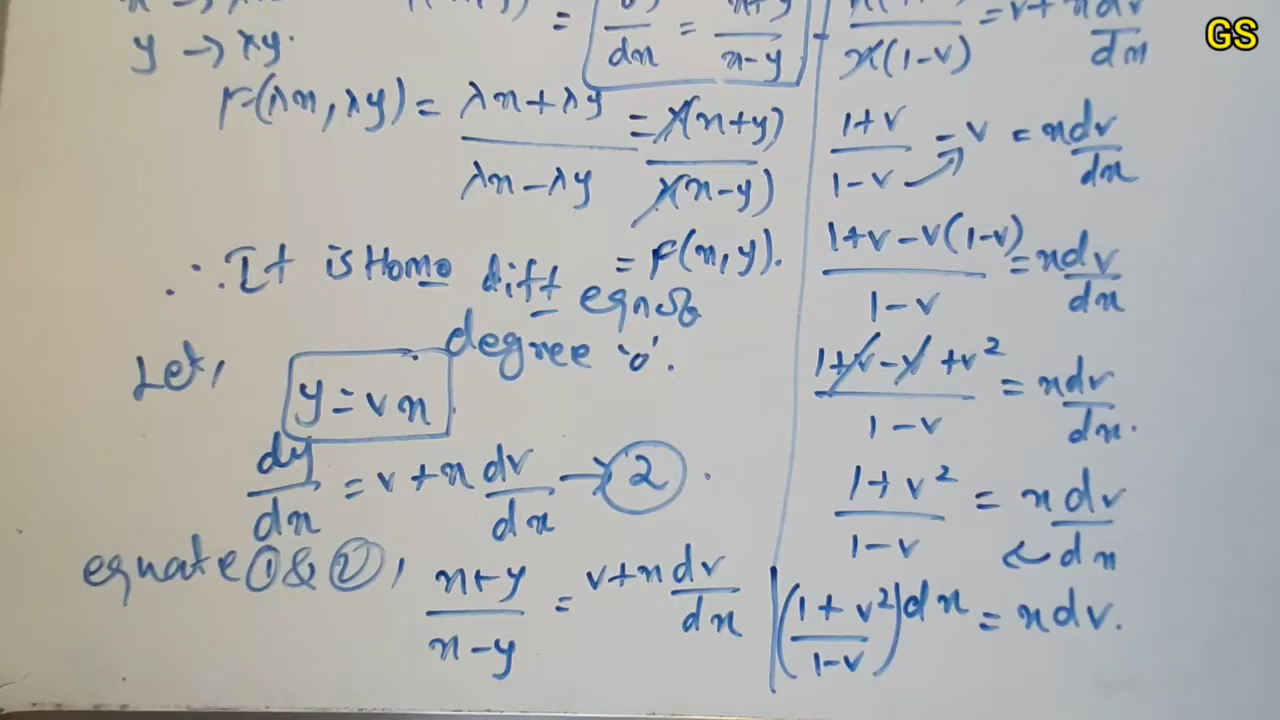 GS
y → λy.
= dy/dx = x+y/x-y
F(λx, λy) = λx+λy/λx-λy = λ(x+y)/λ(x-y)
∴ It is Homo diff eqn of = F(x, y).
degree 'o'.
Let, y = vx
dy/dx = v + x dv/dx → ②.
equate ① & ②, x+y/x-y = v + x dv/dx
x(1-v) = v + x dv/dx
1+v/1-v - v = x dv/dx
1+v-v(1-v)/1-v = x dv/dx
1+v-v+v²/1-v = x dv/dx.
1+v²/1-v = x dv/dx
(1+v²/1-v) dx = x dv.